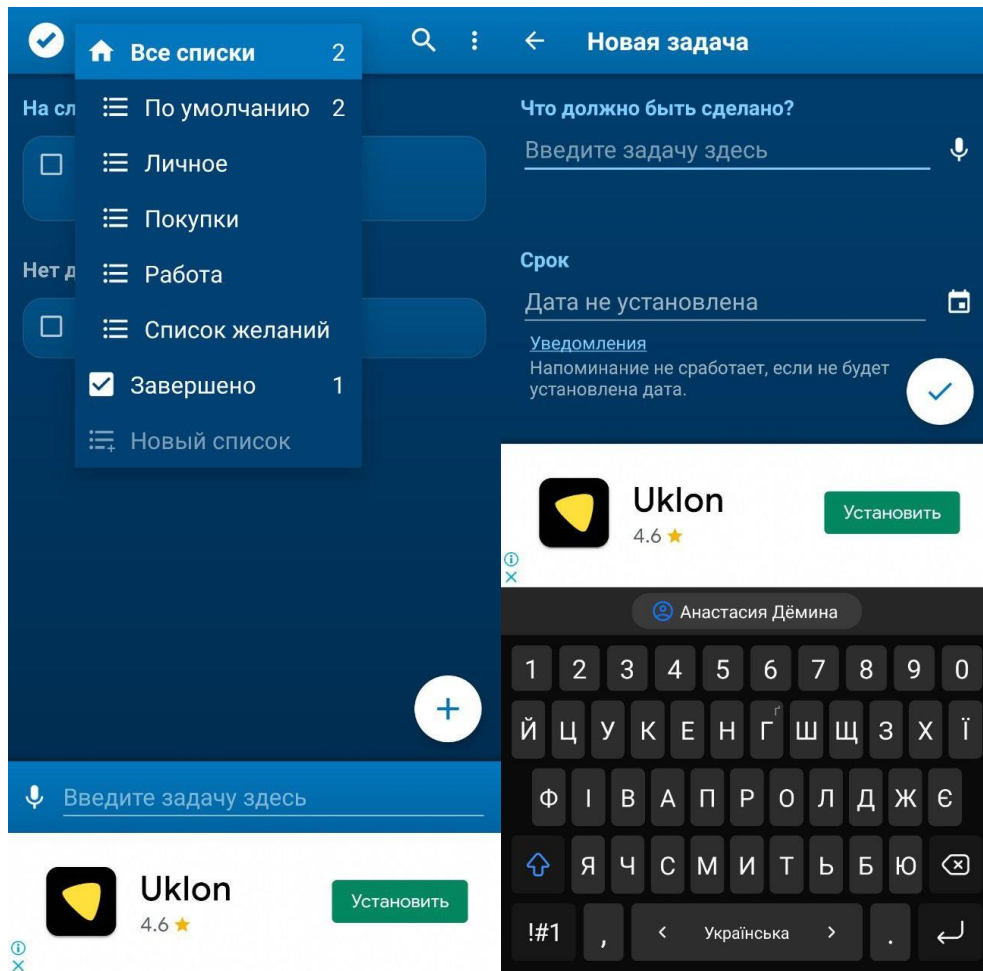 Все списки 2
На сл
По умолчанию 2
Личное
Покупки
Нет д
Работа
Список желаний
Завершено 1
Новый список
Введите задачу здесь
Uklon
4.6
Установить
Новая задача
Что должно быть сделано?
Введите задачу здесь
Срок
Дата не установлена
Уведомления
Напоминание не сработает, если не будет
установлена дата.
Uklon
4.6
Установить
Анастасия Дёмина
1 2 3 4 5 6 7 8 9 0
Й Ц У К Е Н Г ґ Ш Щ З Х Ї
Ф І В А П Р О Л Д Ж Є
Я Ч С М И Т Ь Б Ю
!#1 , < Українська > .